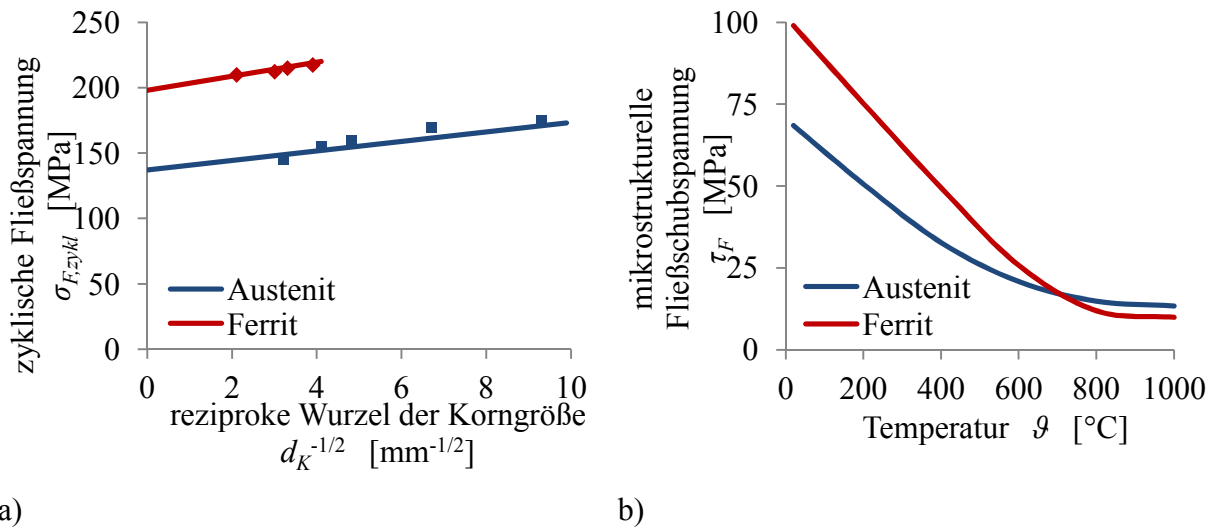 zyklische Fließspannung
σF,zykl [MPa]
250
200
150
100
50
0
Austenit
Ferrit
0 2 4 6 8 10
reziproke Wurzel der Korngröße
dK-1/2 [mm-1/2]
a)
mikrostrukturelle
Fließschubspannung
τF [MPa]
100
75
50
25
0
Austenit
Ferrit
0 200 400 600 800 1000
Temperatur ϑ [°C]
b)